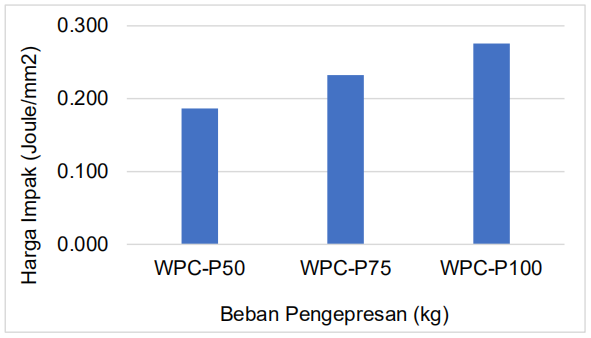 Harga Impak (Joule/mm2)
0.300
0.200
0.100
0.000
WPC-P50 WPC-P75 WPC-P100
Beban Pengepresan (kg)